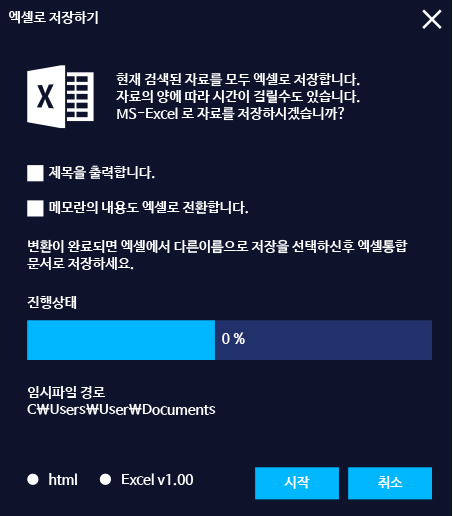 엑셀로 저장하기
현재 검색된 자료를 모두 엑셀로 저장합니다.
자료의 양에 따라 시간이 걸릴수도 있습니다.
MS-Excel 로 자료를 저장하시겠습니까?
X
제목을 출력합니다.
메모란의 내용도 엑셀로 전환합니다.
변환이 완료되면 엑셀에서 다른이름으로 저장을 선택하신후 엑셀통합
문서로 저장하세요.
진행상태
0 %
임시파일 경로
C₩Users₩User₩Documents
html Excel v1.00 시작 취소